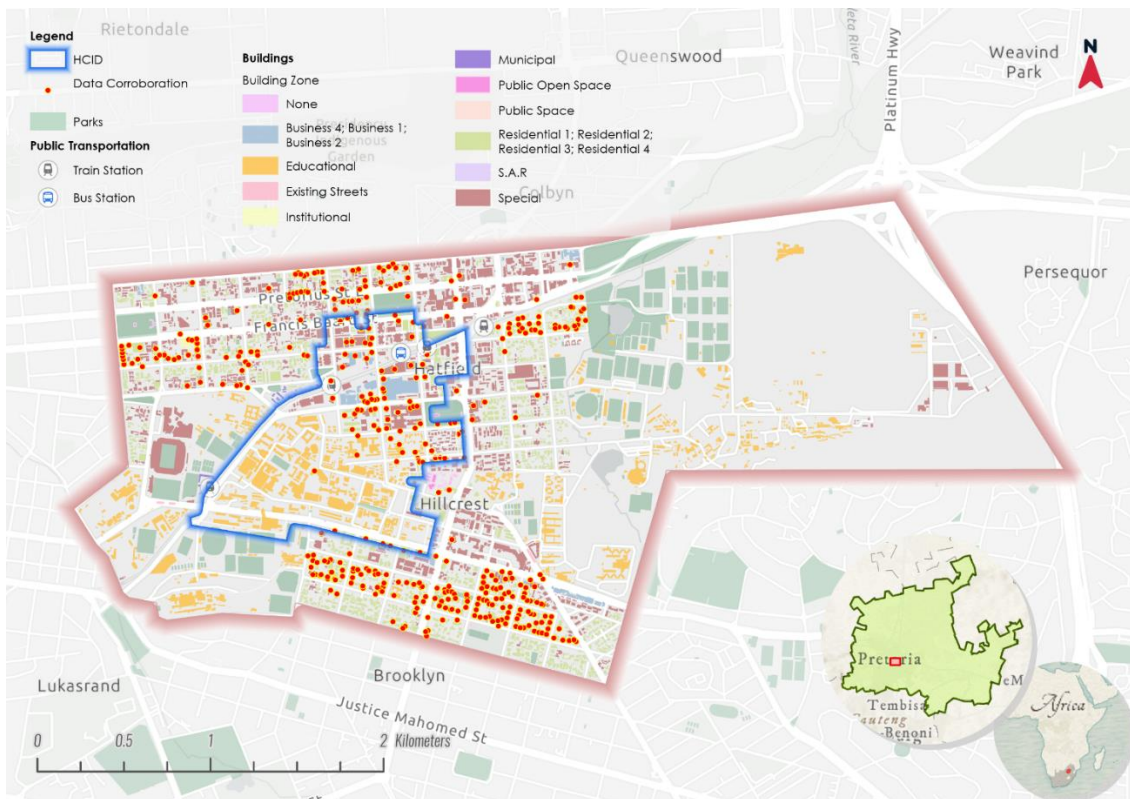 Legend
HCID
Data Corroboration
Parks
Public Transportation
Train Station
Bus Station
Buildings
Building Zone
None
Business 4; Business 1;
Business 2
Educational
Existing Streets
Institutional
Municipal
Public Open Space
Public Space
Residential 1; Residential 2;
Residential 3; Residential 4
S.A.R
Special
Rietondale
Queenswood
Platinum Hwy
Weavind
Park
N
Garden
Colbyn
Persequor
Pretorius St
Francis
Hatfield
Hillcrest
Brooklyn
Lukasrand
Justice Mahomed St
0 0.5 1 2 Kilometers
Pretoria
eM
Tembisa
Benoni
Africa